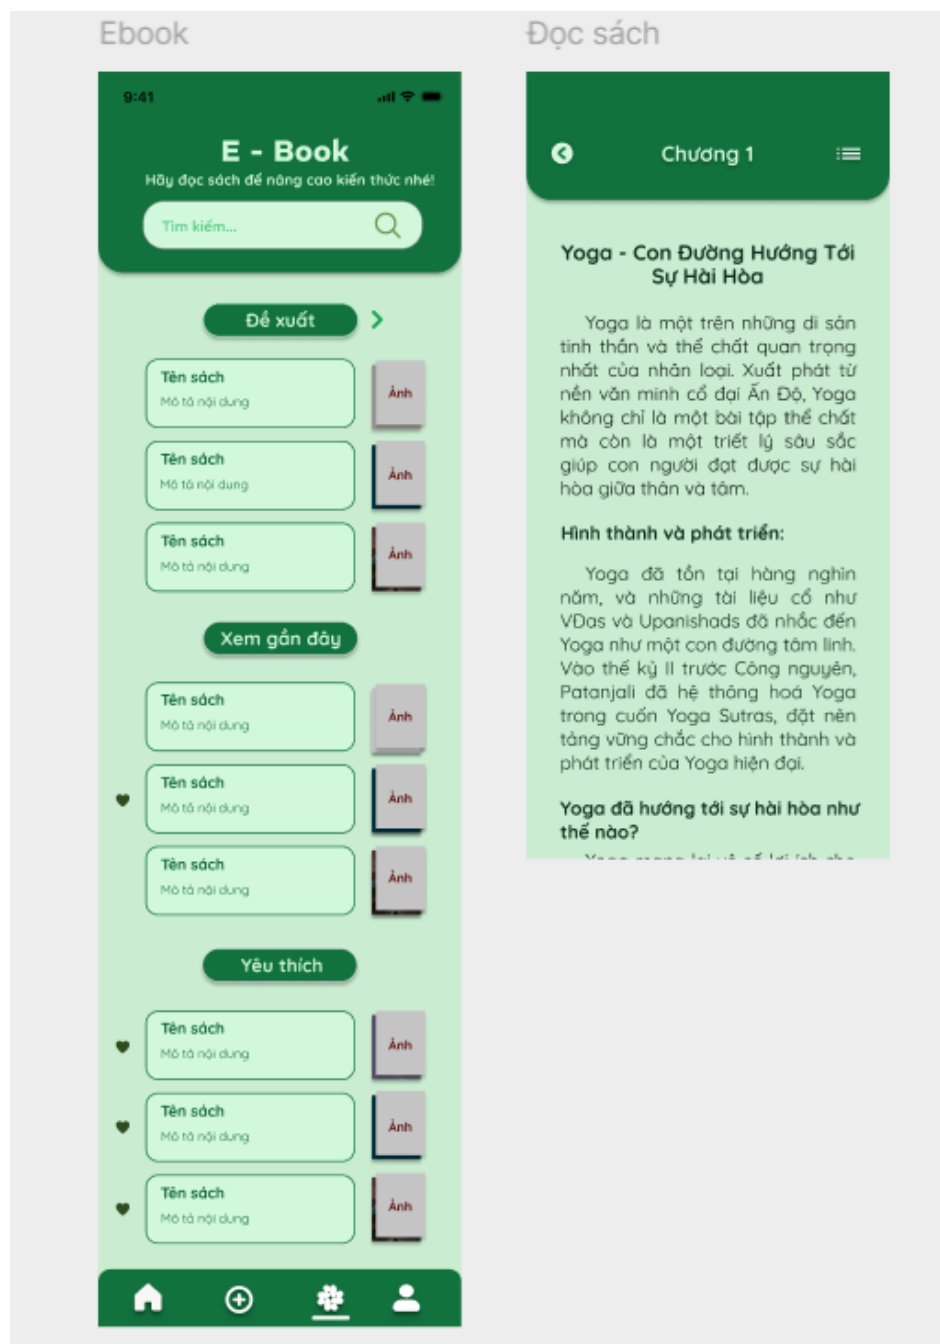 Ebook
9:41
E - Book
Hãy đọc sách để nâng cao kiến thức nhé!
Tìm kiếm...
Đề xuất
Tên sách
Mô tả nội dung
Ảnh
Tên sách
Mô tả nội dung
Ảnh
Tên sách
Mô tả nội dung
Ảnh
Xem gần đây
Tên sách
Mô tả nội dung
Ảnh
Tên sách
Mô tả nội dung
Ảnh
Tên sách
Mô tả nội dung
Ảnh
Yêu thích
Tên sách
Mô tả nội dung
Ảnh
Tên sách
Mô tả nội dung
Ảnh
Tên sách
Mô tả nội dung
Ảnh
Đọc sách
Chương 1
Yoga - Con Đường Hướng Tới
Sự Hài Hòa
Yoga là một trên những di sản
tinh thần và thể chất quan trọng
nhất của nhân loại. Xuất phát từ
nền văn minh cổ đại Ấn Độ, Yoga
không chỉ là một bài tập thể chất
mà còn là một triết lý sâu sắc
giúp con người đạt được sự hài
hòa giữa thân và tâm.
Hình thành và phát triển:
Yoga đã tồn tại hàng nghìn
năm, và những tài liệu cổ như
VDas và Upanishads đã nhắc đến
Yoga như một con đường tâm linh.
Vào thế kỷ II trước Công nguyên,
Patanjali đã hệ thông hoá Yoga
trong cuốn Yoga Sutras, đặt nên
tảng vững chắc cho hình thành và
phát triển của Yoga hiện đại.
Yoga đã hướng tới sự hài hòa như
thế nào?
Yoga mang lại vô số lợi ích cho